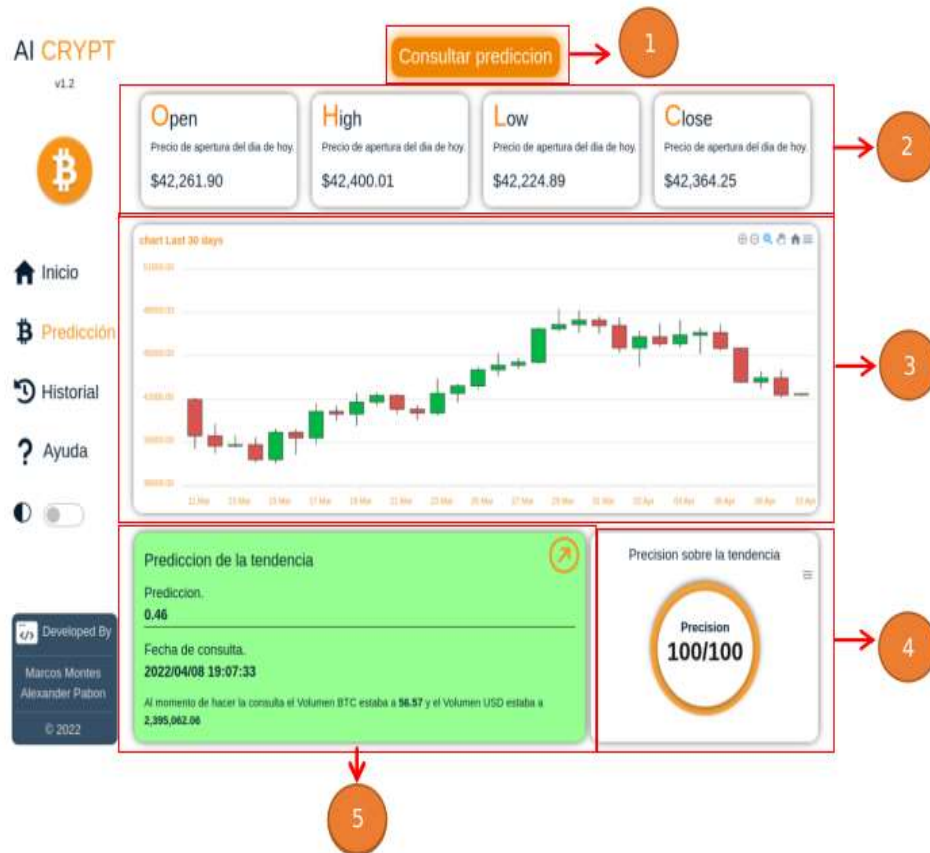 AI CRYPT
v1.2
Inicio
Predicción
Historial
Ayuda
Developed By
Marcos Montes
Alexander Pabon
© 2022
Consultar prediccion
1
Open
Precio de apertura del dia de hoy.
$42,261.90
High
Precio de apertura del dia de hoy.
$42,400.01
Low
Precio de apertura del dia de hoy.
$42,224.89
Close
Precio de apertura del dia de hoy.
$42,364.25
2
chart Last 30 days
3
Prediccion de la tendencia
Prediccion.
0.46
Fecha de consulta.
2022/04/08 19:07:33
Al momento de hacer la consulta el Volumen BTC estaba a 56.57 y el Volumen USD estaba a
2,395,062.06
Precision sobre la tendencia
Precision
100/100
4
5